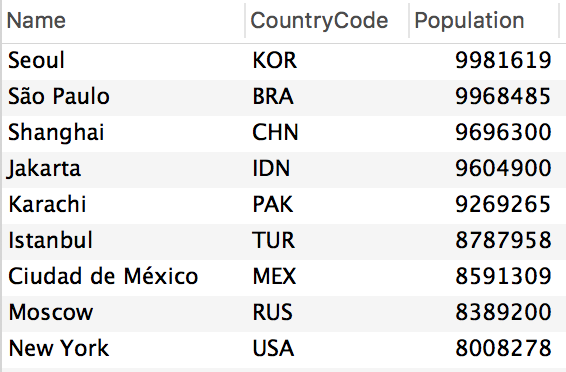 Name CountryCode Population
Seoul KOR 9981619
São Paulo BRA 9968485
Shanghai CHN 9696300
Jakarta IDN 9604900
Karachi PAK 9269265
Istanbul TUR 8787958
Ciudad de México MEX 8591309
Moscow RUS 8389200
New York USA 8008278